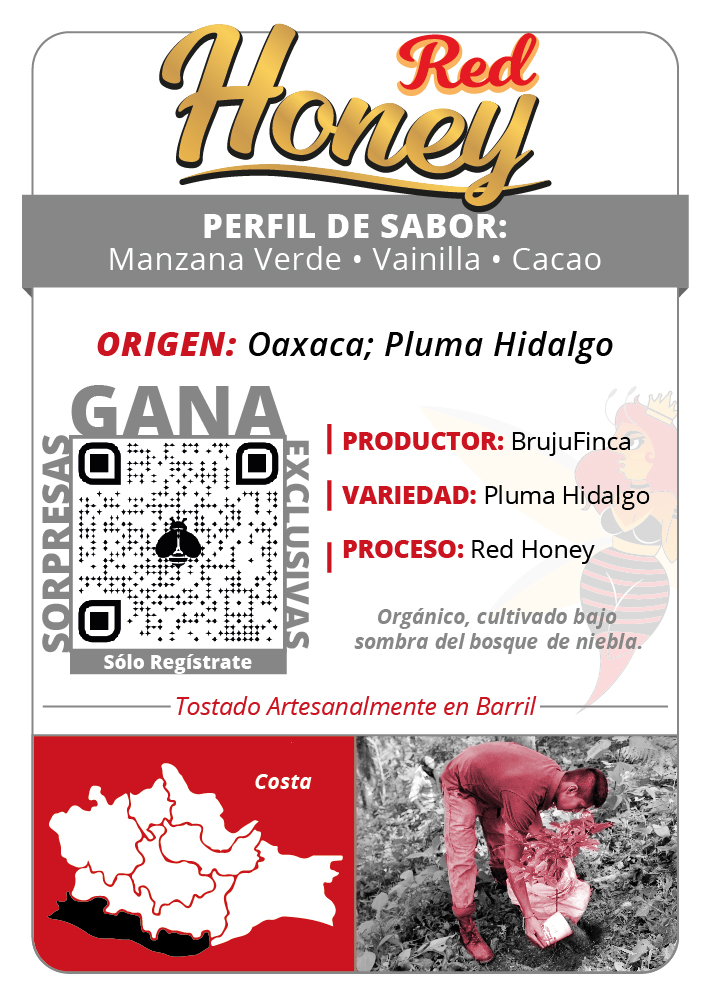 Red
Honey
PERFIL DE SABOR:
Manzana Verde • Vainilla • Cacao
ORIGEN: Oaxaca; Pluma Hidalgo
GANA
SORPRESAS
EXCLUSIVAS
Sólo Regístrate
PRODUCTOR: BrujuFinca
VARIEDAD: Pluma Hidalgo
PROCESO: Red Honey
Orgánico, cultivado bajo
sombra del bosque de niebla.
Tostado Artesanalmente en Barril
Costa